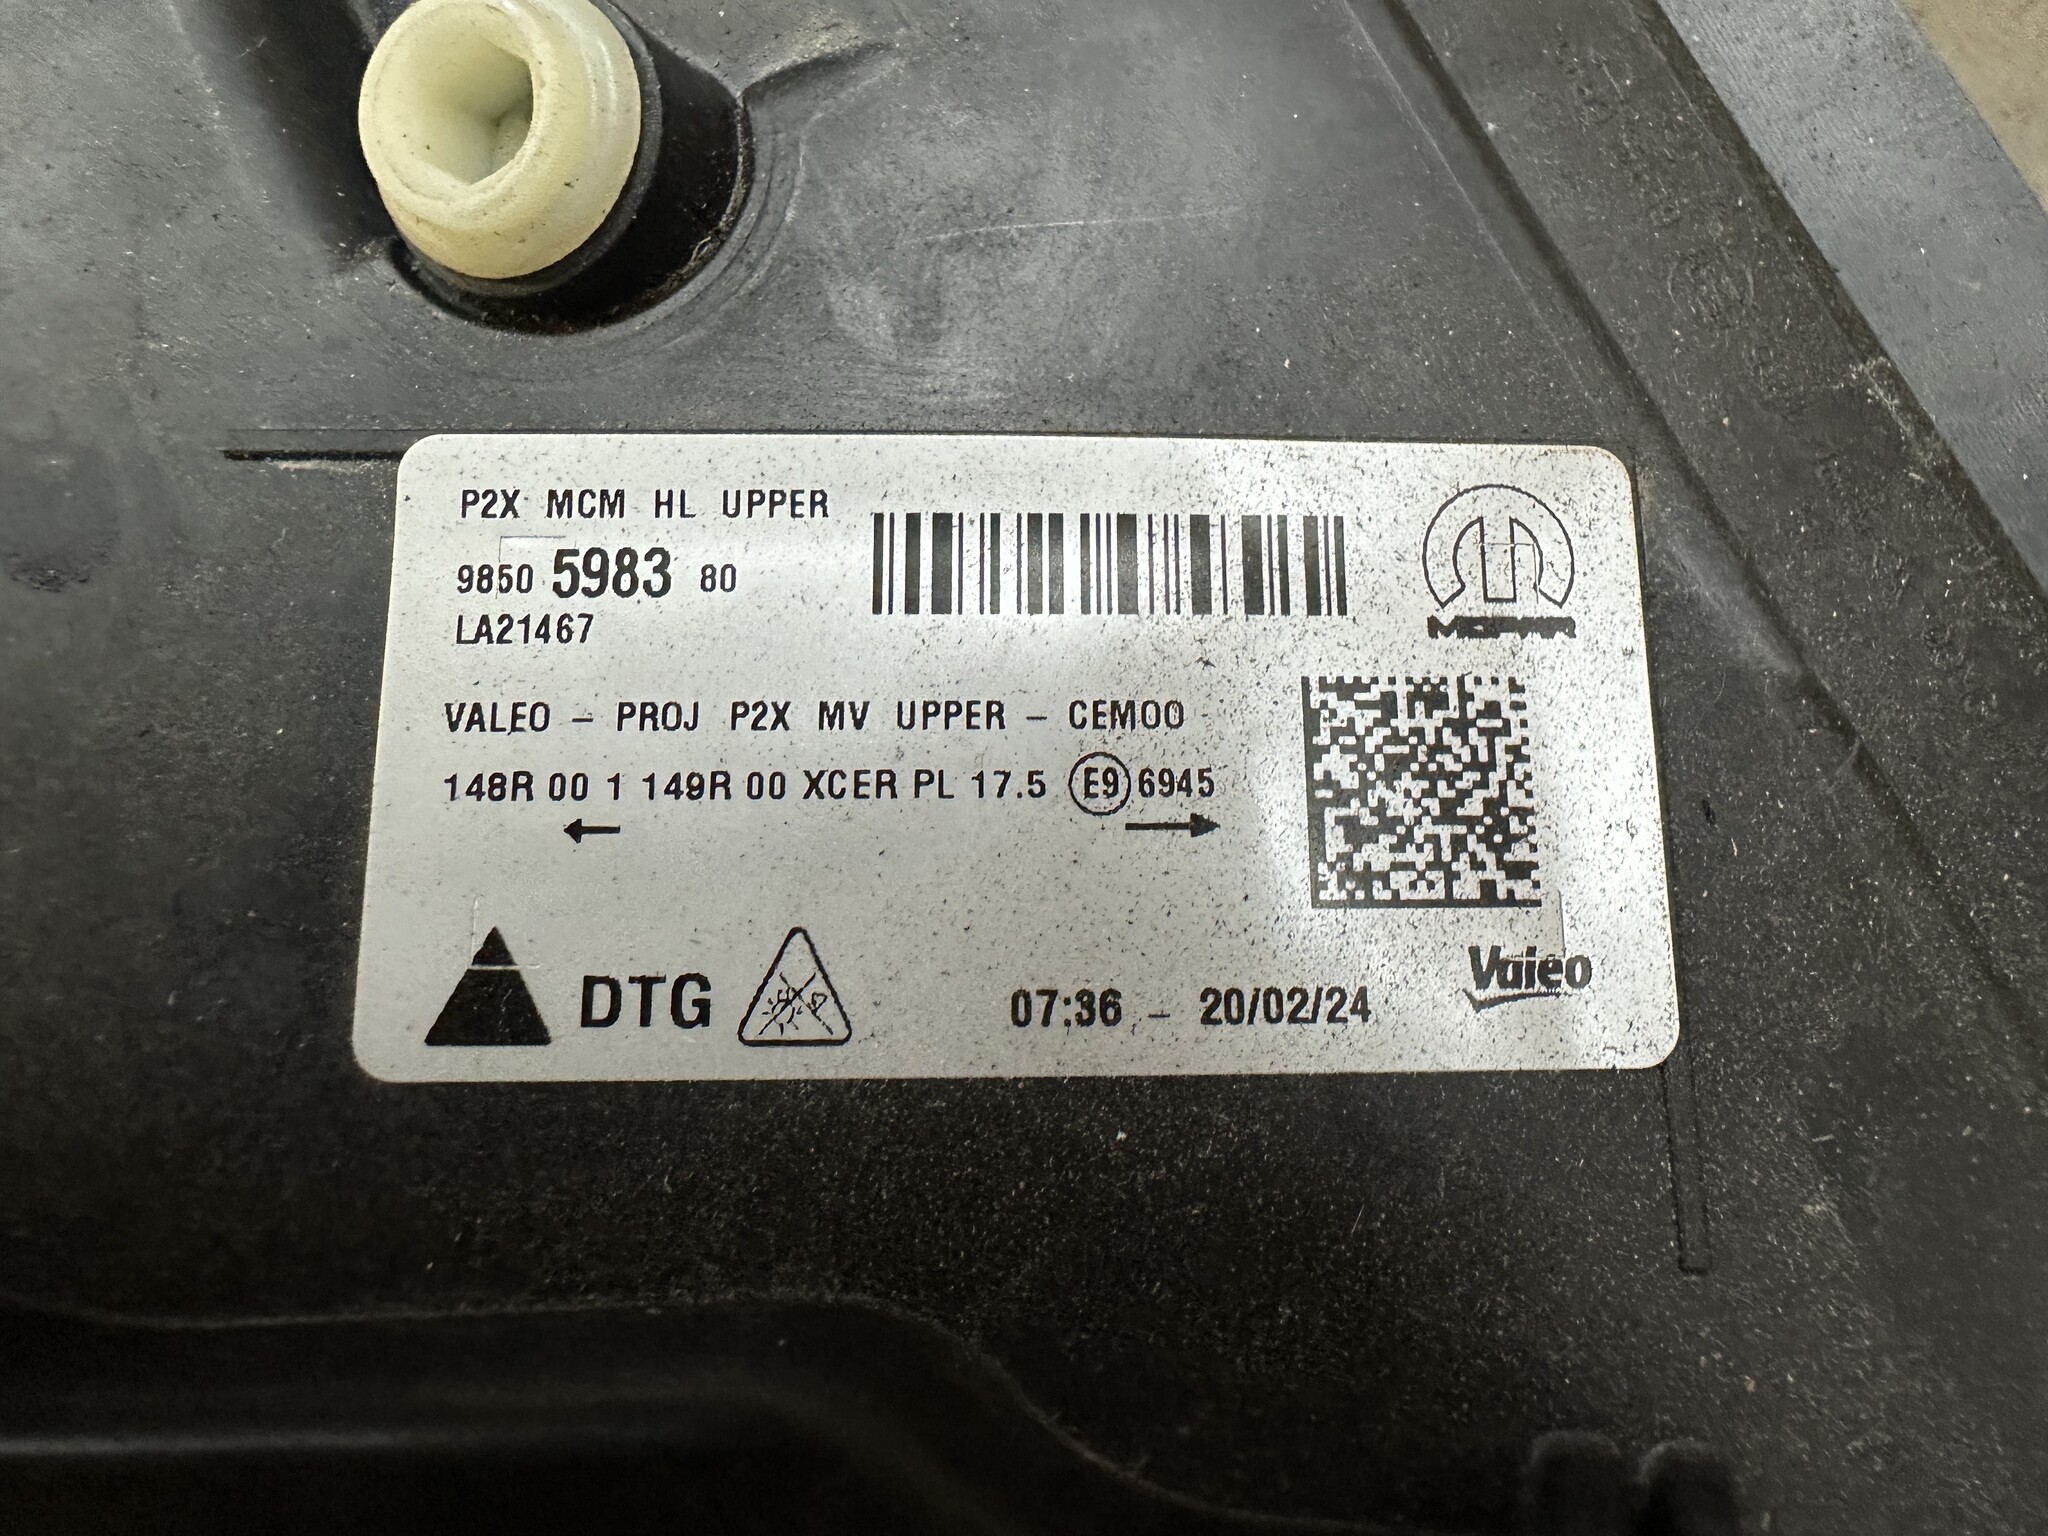 P2X MCM HL UPPER
9850 5983 80
LA21467
MOPAR
VALEO - PROJ P2X MV UPPER - CEMOO
148R 00 1 149R 00 XCER PL 17.5 E9 6945
DTG
07:36 - 20/02/24
Valeo